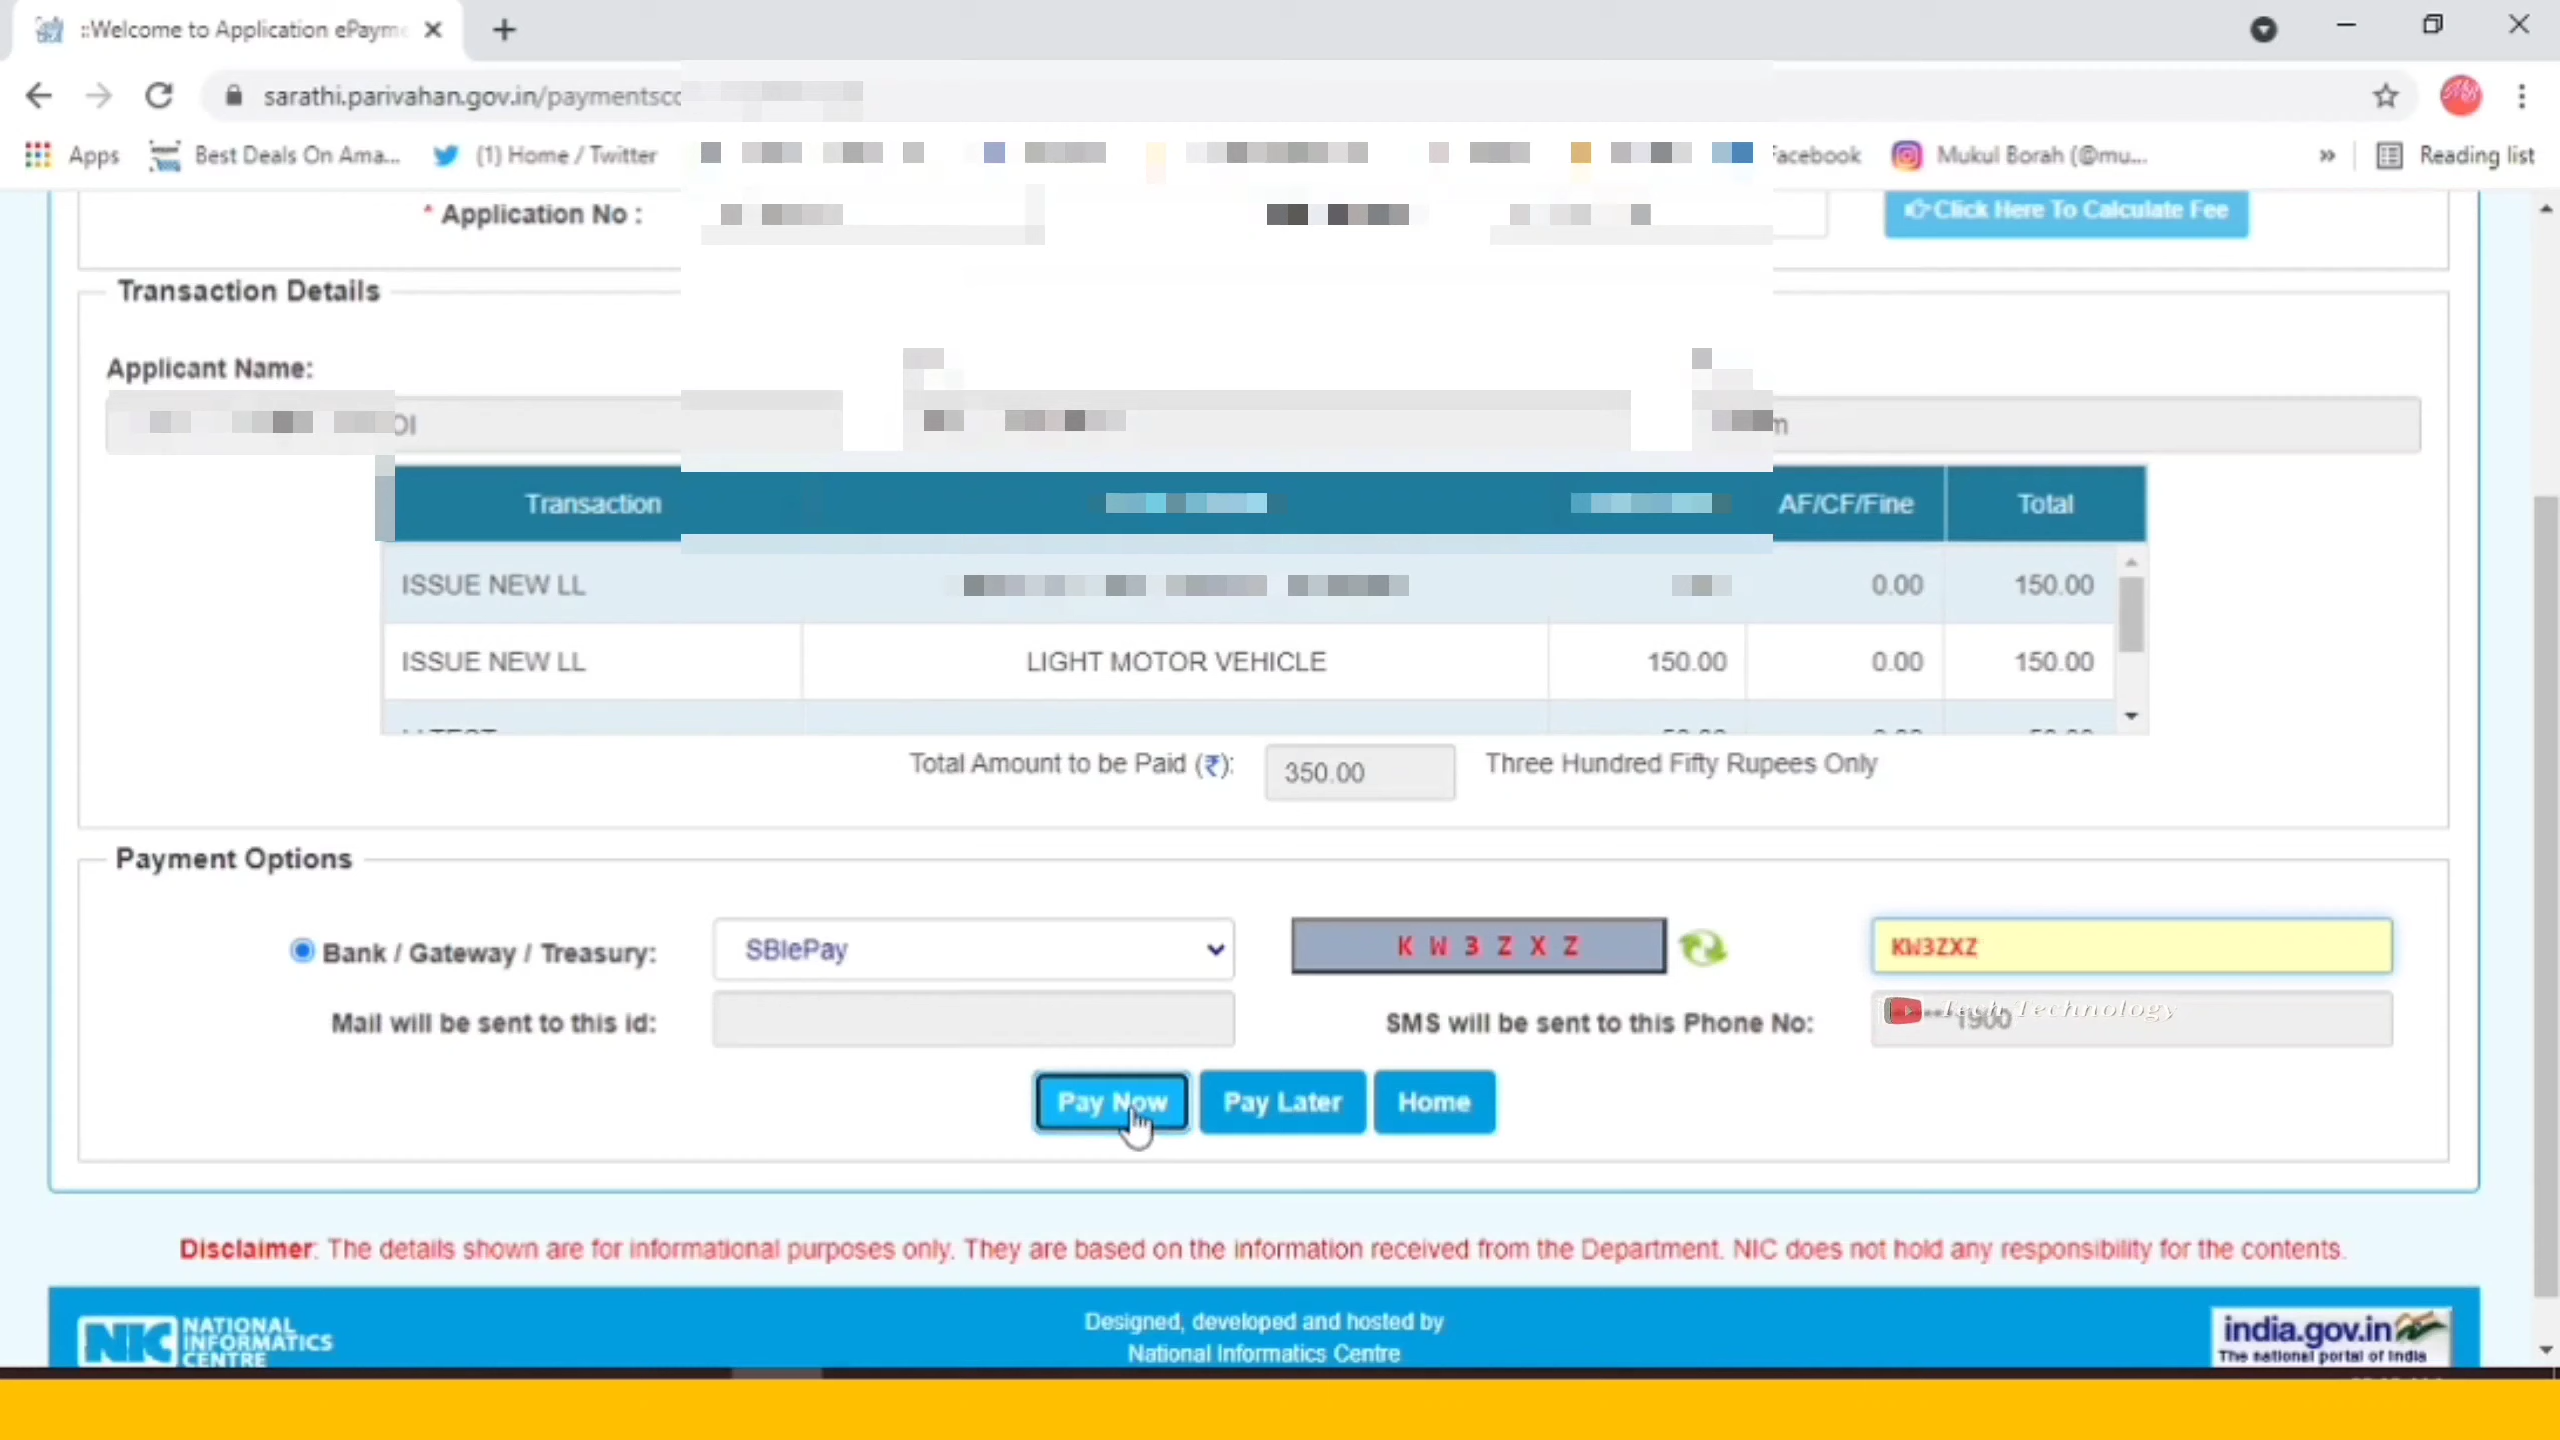 ::Welcome to Application ePayme
sarathi.parivahan.gov.in/paymentsco
Apps
Best Deals On Ama...
(1) Home / Twitter
acebook
Mukul Borah (@mu...
»
Reading list
* Application No :
Click Here To Calculate Fee
Transaction Details
Applicant Name:
OI
m
Transaction
AF/CF/Fine
Total
ISSUE NEW LL
0.00
150.00
ISSUE NEW LL
LIGHT MOTOR VEHICLE
150.00
0.00
150.00
Total Amount to be Paid (₹):
350.00
Three Hundred Fifty Rupees Only
Payment Options
Bank / Gateway / Treasury:
SBIePay
K W 3 Z X Z
KW3ZXZ
Mail will be sent to this id:
SMS will be sent to this Phone No:
1900
Tech Technology
Pay Now
Pay Later
Home
Disclaimer: The details shown are for informational purposes only. They are based on the information received from the Department. NIC does not hold any responsibility for the contents.
NIC
NATIONAL
INFORMATICS
CENTRE
Designed, developed and hosted by
National Informatics Centre
india.gov.in
The national portal of India